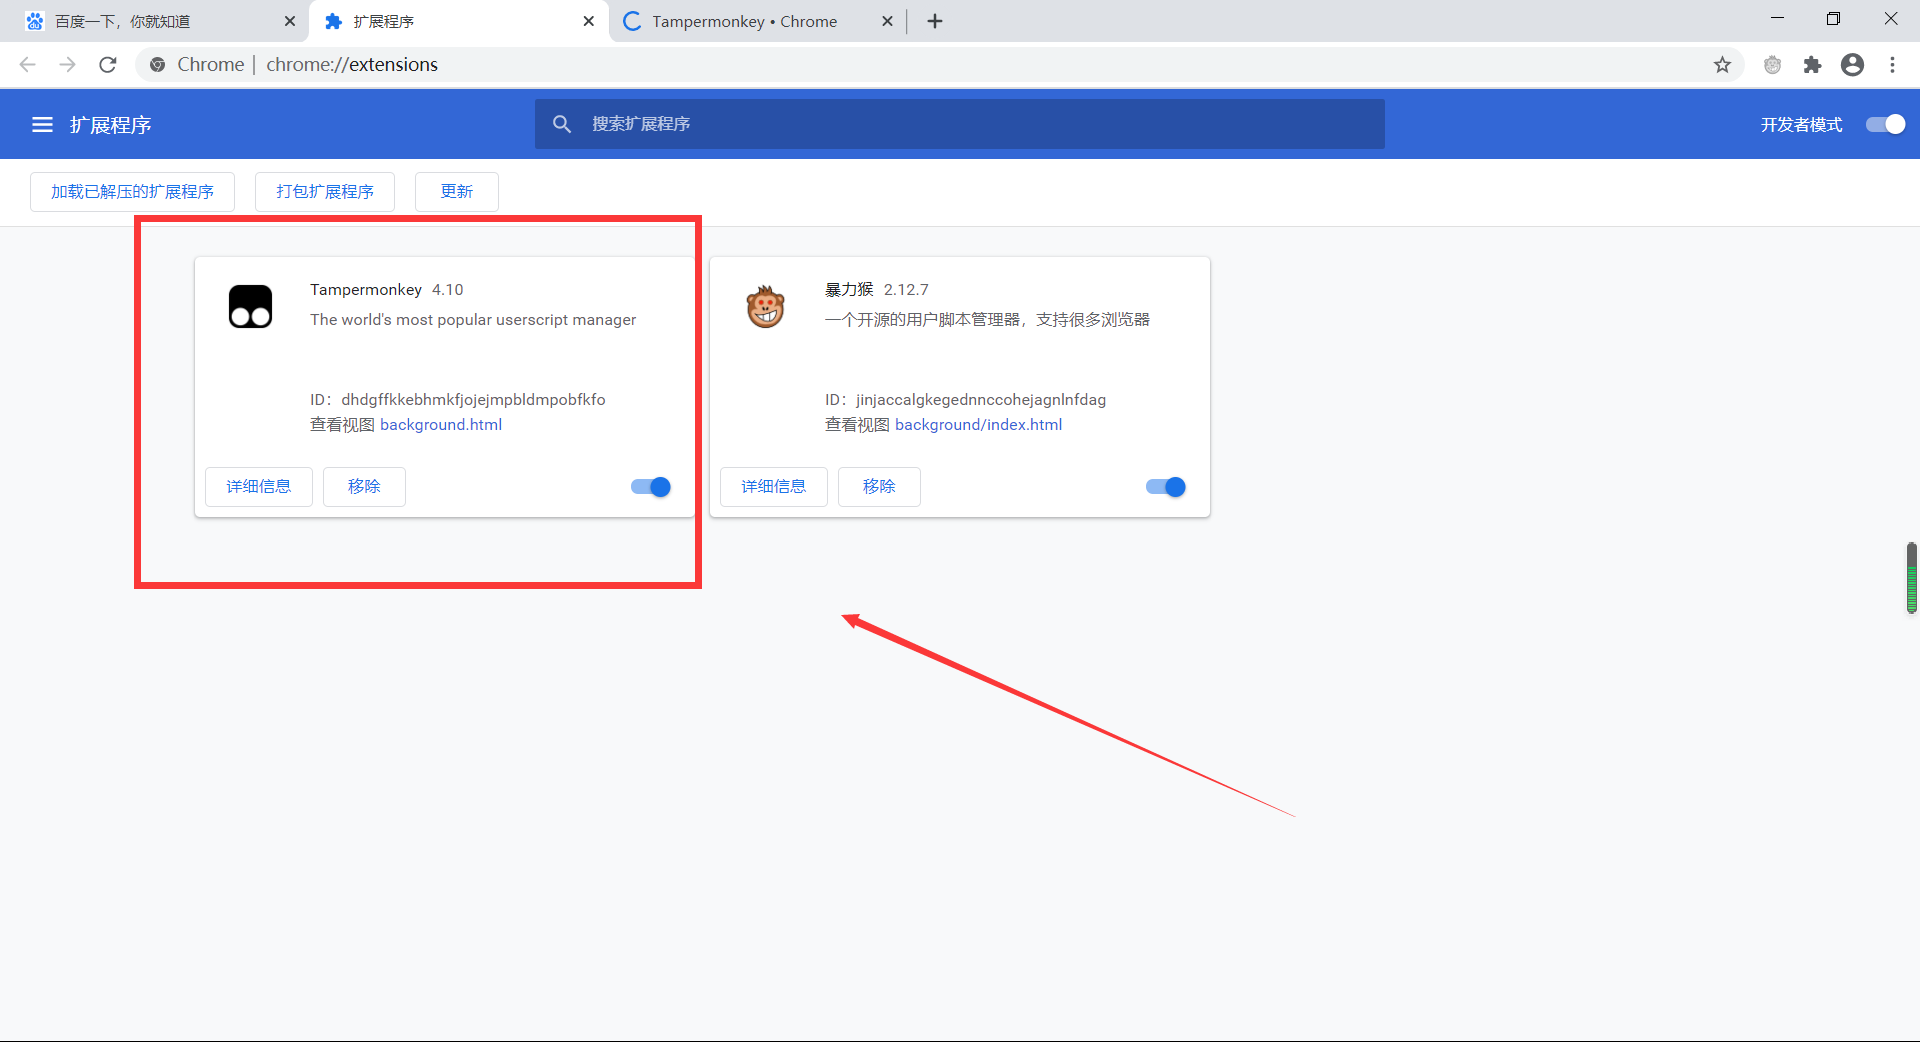 百度一下，你就知道
扩展程序
Tampermonkey • Chrome
Chrome | chrome://extensions
扩展程序
搜索扩展程序
开发者模式
加载已解压的扩展程序
打包扩展程序
更新
Tampermonkey 4.10
The world's most popular userscript manager
ID：dhdgffkkebhmkfjojejmpbldmpobfkfo
查看视图 background.html
详细信息
移除
暴力猴 2.12.7
一个开源的用户脚本管理器，支持很多浏览器
ID：jinjaccalgkegednnccohejagnlnfdag
查看视图 background/index.html
详细信息
移除